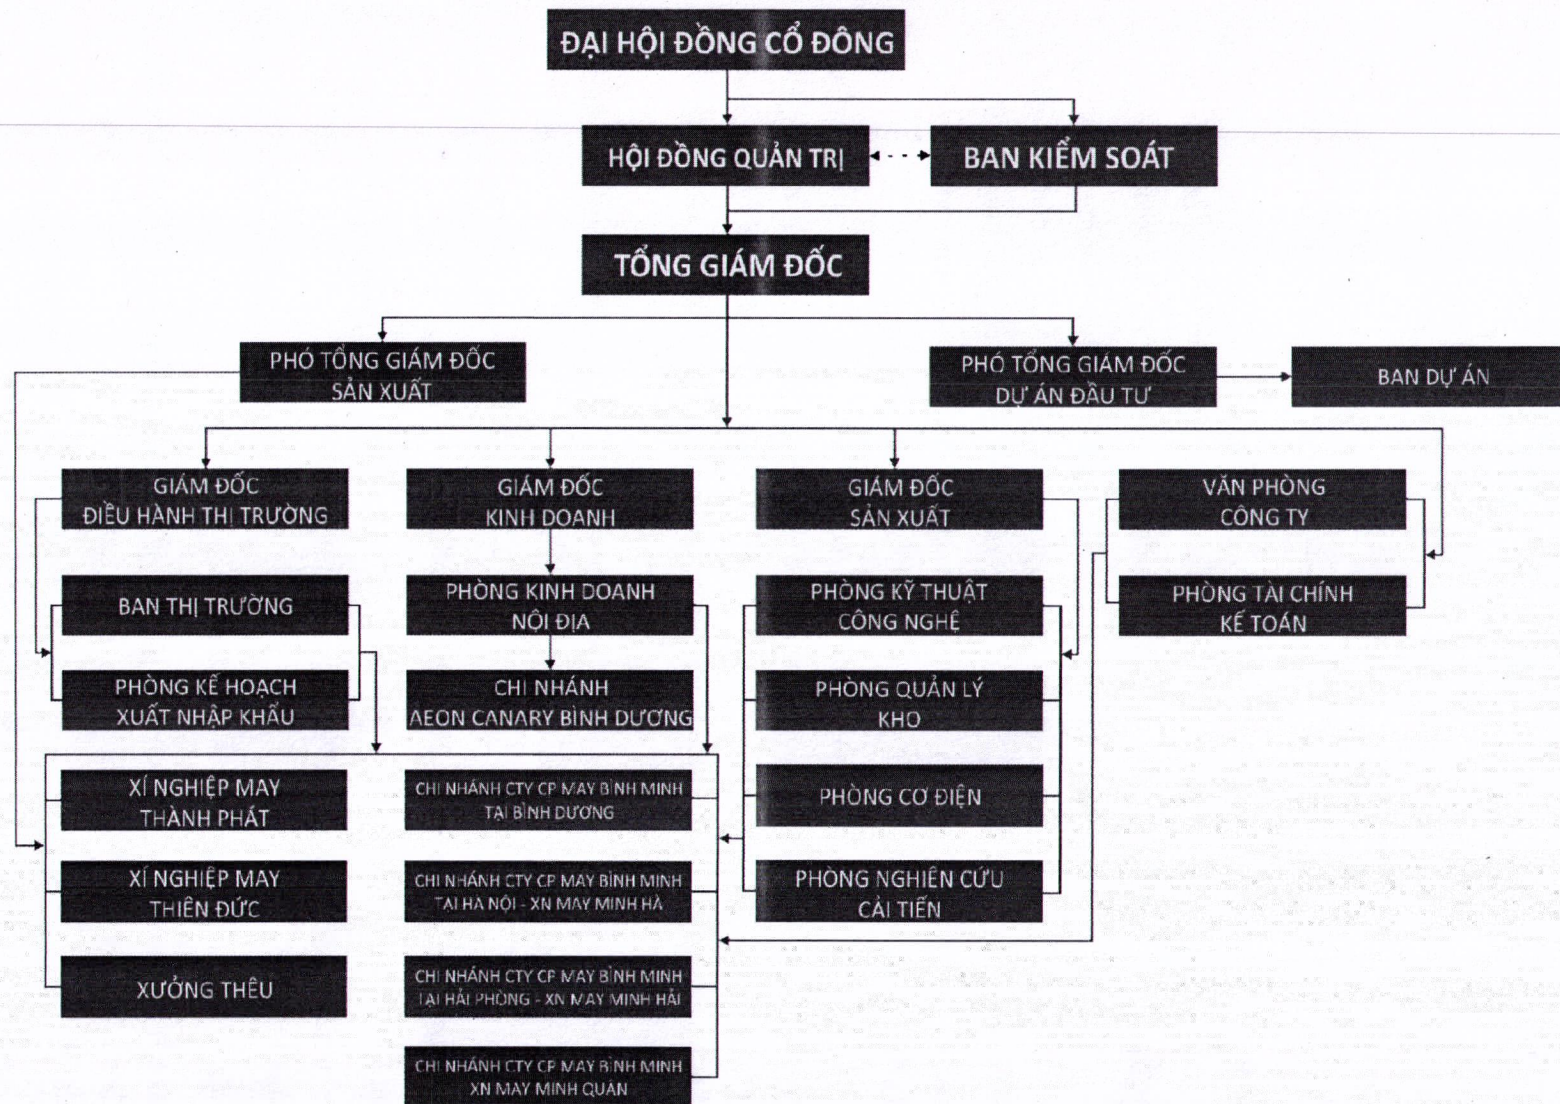 ĐẠI HỘI ĐỒNG CỔ ĐÔNG
HỘI ĐỒNG QUẢN TRỊ
BAN KIỂM SOÁT
TỔNG GIÁM ĐỐC
PHÓ TỔNG GIÁM ĐỐC
SẢN XUẤT
PHÓ TỔNG GIÁM ĐỐC
DỰ ÁN ĐẦU TƯ
BAN DỰ ÁN
GIÁM ĐỐC
ĐIỀU HÀNH THỊ TRƯỜNG
GIÁM ĐỐC
KINH DOANH
GIÁM ĐỐC
SẢN XUẤT
VĂN PHÒNG
CÔNG TY
BAN THỊ TRƯỜNG
PHÒNG KINH DOANH
NỘI ĐỊA
PHÒNG KỸ THUẬT
CÔNG NGHỆ
PHÒNG TÀI CHÍNH
KẾ TOÁN
PHÒNG KẾ HOẠCH
XUẤT NHẬP KHẨU
CHI NHÁNH
AEON CANARY BÌNH DƯƠNG
PHÒNG QUẢN LÝ
KHO
XÍ NGHIỆP MAY
THÀNH PHÁT
CHI NHÁNH CTY CP MAY BÌNH MINH
TẠI BÌNH DƯƠNG
PHÒNG CƠ ĐIỆN
XÍ NGHIỆP MAY
THIÊN ĐỨC
CHI NHÁNH CTY CP MAY BÌNH MINH
TẠI HÀ NỘI - XN MAY MINH HÀ
PHÒNG NGHIÊN CỨU
CẢI TIẾN
XƯỞNG THÊU
CHI NHÁNH CTY CP MAY BÌNH MINH
TẠI HẢI PHÒNG - XN MAY MINH HẢI
CHI NHÁNH CTY CP MAY BÌNH MINH
XN MAY MINH QUÂN